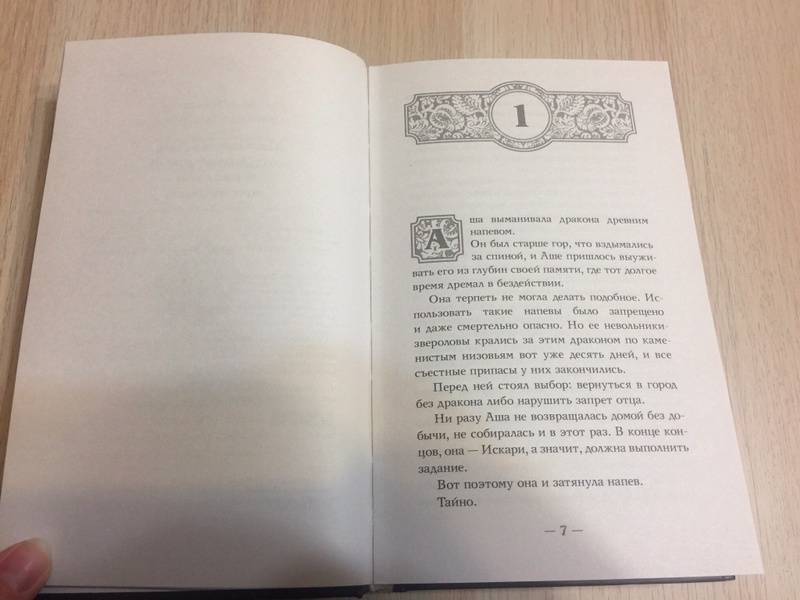 1
Аша выманивала дракона древним
напевом.
Он был старше гор, что вздымались
за спиной, и Аше пришлось выужи-
вать его из глубин своей памяти, где тот долгое
время дремал в бездействии.
Она терпеть не могла делать подобное. Ис-
пользовать такие напевы было запрещено
и даже смертельно опасно. Но ее невольники-
звероловы крались за этим драконом по каме-
нистым низовьям вот уже десять дней, и все
съестные припасы у них закончились.
Перед ней стоял выбор: вернуться в город
без дракона либо нарушить запрет отца.
Ни разу Аша не возвращалась домой без до-
бычи, не собиралась и в этот раз. В конце кон-
цов, она — Искари, а значит, должна выполнить
задание.
Вот поэтому она и затянула напев.
Тайно.
— 7 —